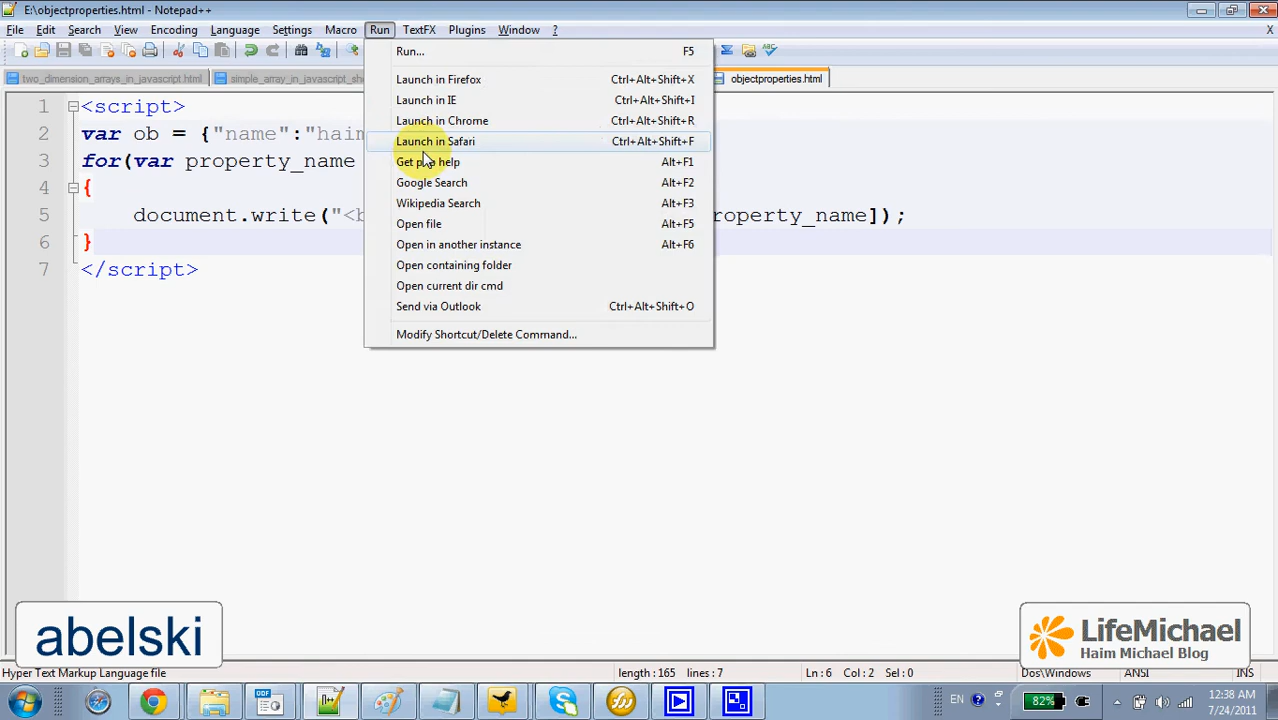 E:\objectproperties.html - Notepad++
File Edit Search View Encoding Language Settings Macro Run TextFX Plugins Window ? X
two_dimension_arrays_in_javascript.html simple_array_in_javascript_sh objectproperties.html
Run... F5
Launch in Firefox Ctrl+Alt+Shift+X
Launch in IE Ctrl+Alt+Shift+I
Launch in Chrome Ctrl+Alt+Shift+R
Launch in Safari Ctrl+Alt+Shift+F
Get php help Alt+F1
Google Search Alt+F2
Wikipedia Search Alt+F3
Open file Alt+F5
Open in another instance Alt+F6
Open containing folder
Open current dir cmd
Send via Outlook Ctrl+Alt+Shift+O
Modify Shortcut/Delete Command...
1 <script>
2 var ob = {"name":"haim
3 for(var property_name
4 {
5 document.write("<b roperty_name]);
6 }
7 </script>
abelski
LifeMichael
Haim Michael Blog
Hyper Text Markup Language file length : 165 lines : 7 Ln : 6 Col : 2 Sel : 0 Dos\Windows ANSI INS
ODF
EN 82% 12:38 AM
7/24/2011